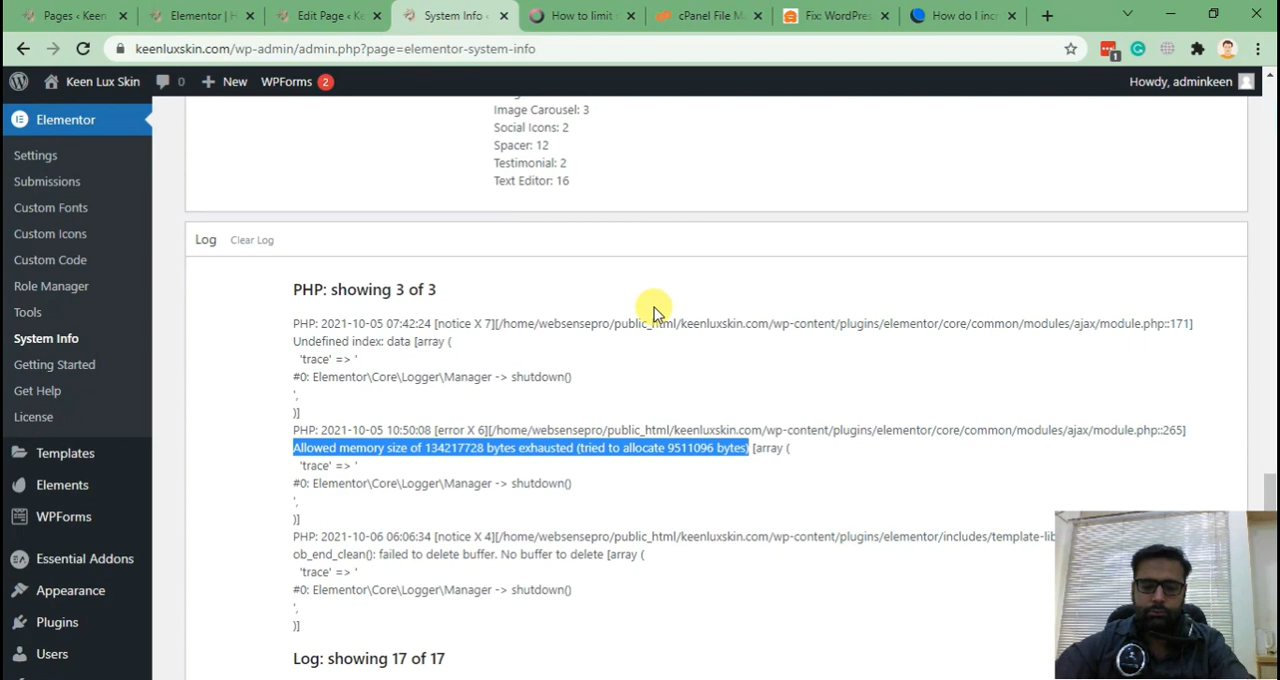 Pages ‹ Keen
Elementor | H
Edit Page ‹ Ke
System Info ‹
How to limit r
cPanel File M
Fix WordPress
How do I incr
keenluxskin.com/wp-admin/admin.php?page=elementor-system-info
1
Keen Lux Skin
0
New
WPForms 2
Howdy, adminkeen
Elementor
Settings
Submissions
Custom Fonts
Custom Icons
Custom Code
Role Manager
Tools
System Info
Getting Started
Get Help
License
Templates
Elements
WPForms
Essential Addons
Appearance
Plugins
Users
Image Carousel: 3
Social Icons: 2
Spacer: 12
Testimonial: 2
Text Editor: 16
Log Clear Log
PHP: showing 3 of 3
PHP: 2021-10-05 07:42:24 [notice X 7][/home/websensepro/public_html/keenluxskin.com/wp-content/plugins/elementor/core/common/modules/ajax/module.php::171]
Undefined index: data [array (
'trace' => '
#0: Elementor\Core\Logger\Manager -> shutdown()
',
)]
PHP: 2021-10-05 10:50:08 [error X 6][/home/websensepro/public_html/keenluxskin.com/wp-content/plugins/elementor/core/common/modules/ajax/module.php::265]
Allowed memory size of 134217728 bytes exhausted (tried to allocate 9511096 bytes) [array (
'trace' => '
#0: Elementor\Core\Logger\Manager -> shutdown()
',
)]
PHP: 2021-10-06 06:06:34 [notice X 4][/home/websensepro/public_html/keenluxskin.com/wp-content/plugins/elementor/includes/template-lib
ob_end_clean(): failed to delete buffer. No buffer to delete [array (
'trace' => '
#0: Elementor\Core\Logger\Manager -> shutdown()
',
)]
Log: showing 17 of 17